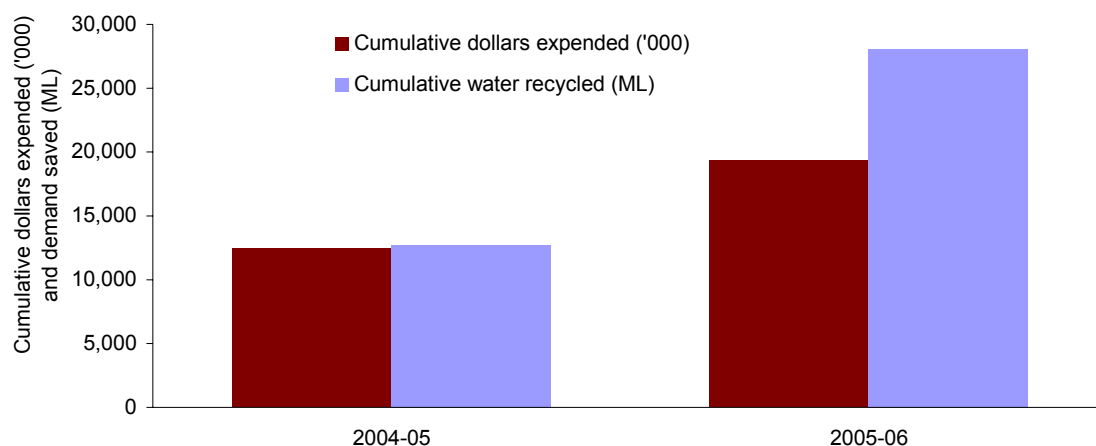 Cumulative dollars expended ('000)
and demand saved (ML)
30,000
25,000
20,000
15,000
10,000
5,000
0
Cumulative dollars expended ('000)
Cumulative water recycled (ML)
2004-05
2005-06